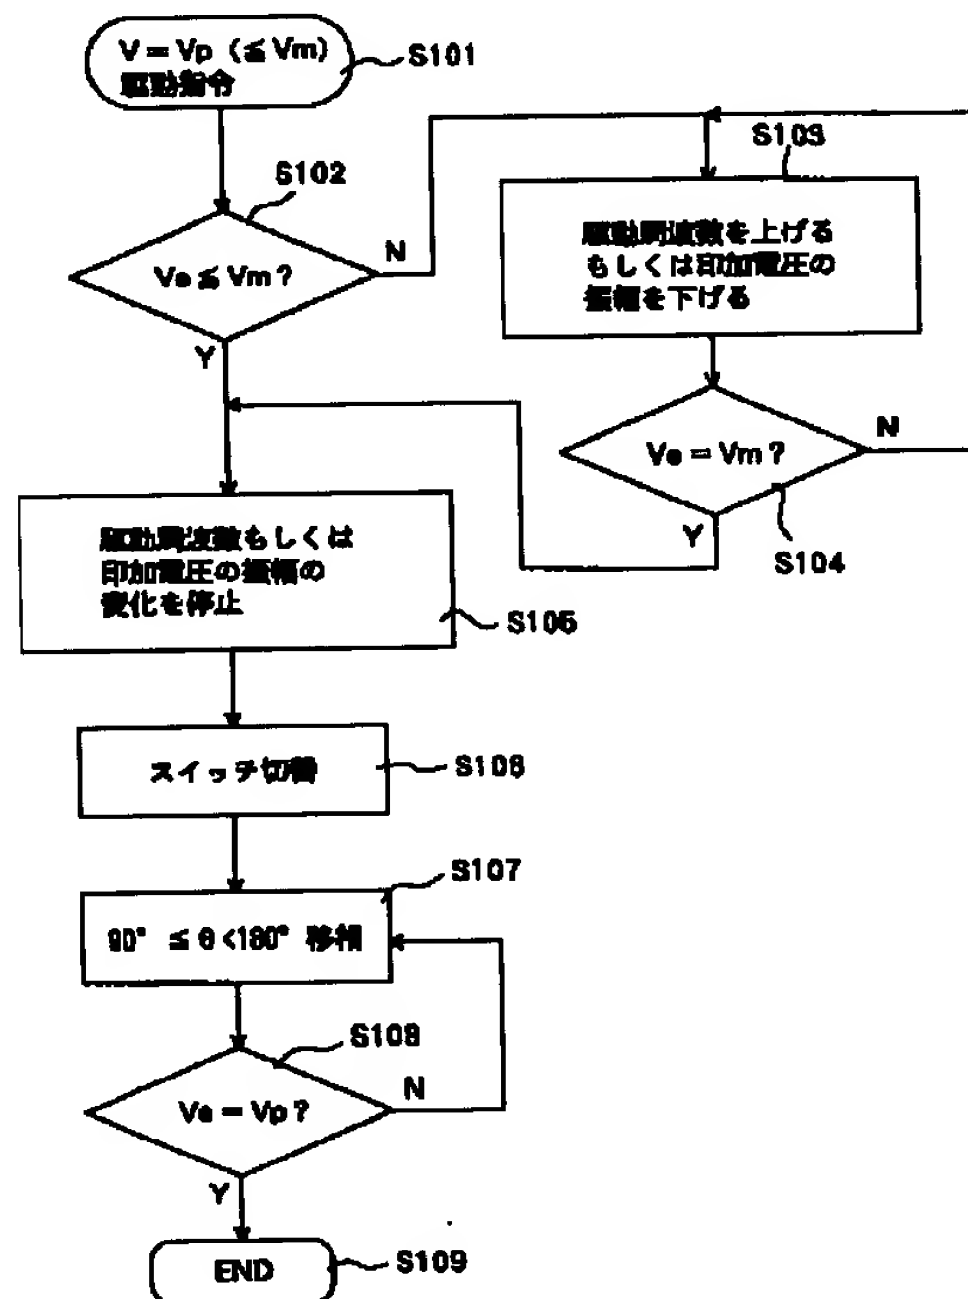 V = Vp (≦ Vm)
駆動指令
S101
S102
Ve ≦ Vm ?
N
Y
S103
駆動周波数を上げる
もしくは印加電圧の
振幅を下げる
Ve = Vm ?
N
Y
S104
駆動周波数もしくは
印加電圧の振幅の
変化を停止
S105
スイッチ切替
S106
S107
90° ≦ θ <180° 移相
S108
Ve = Vp ?
N
Y
END
S109